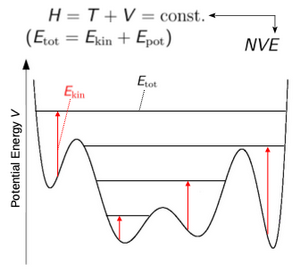 H = T + V = const.
(E_tot = E_kin + E_pot)
NVE
E_tot
E_kin
Potential Energy V